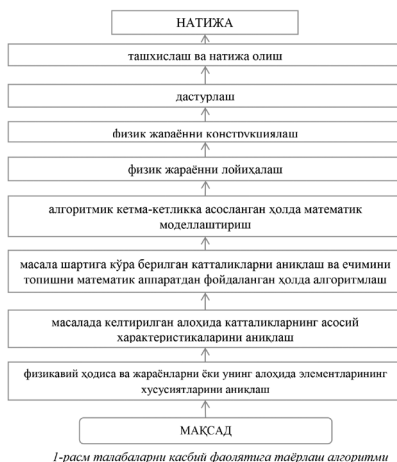 НАТИЖА
ташхислаш ва натижа олиш
дастурлаш
физик жараённи конструкциялаш
физик жараённи лойиҳалаш
алгоритмик кетма-кетликка асосланган ҳолда математик
моделлаштириш
масала шартига кўра берилган катталикларни аниқлаш ва ечимини
топишни математик аппаратдан фойдаланган ҳолда алгоритмлаш
масалада келтирилган алоҳида катталикларнинг асосий
характеристикаларини аниқлаш
физикавий ҳодиса ва жараёнларни ёки унинг алоҳида элементларининг
хусусиятларини аниқлаш
МАҚСАД
1-расм талабаларни касбий фаолятига таёрлаш алгоритми